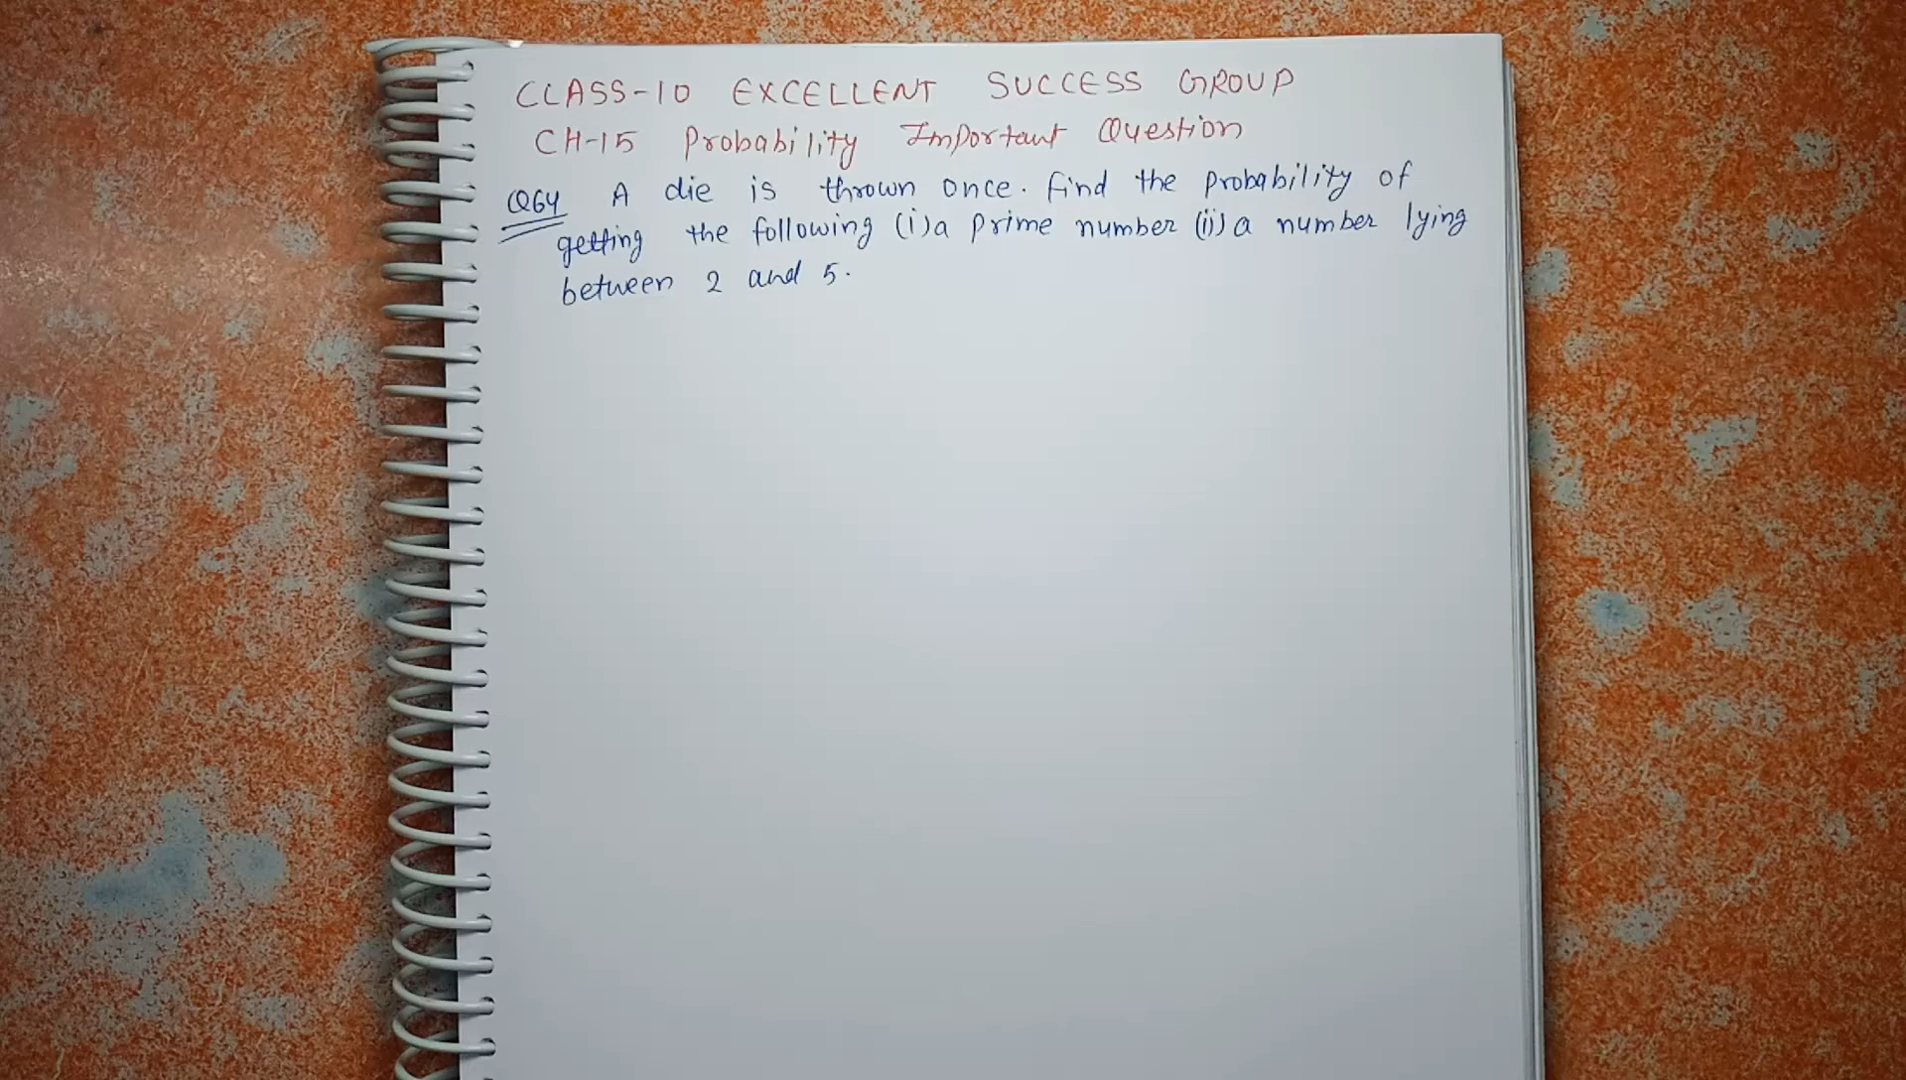 CLASS-10 EXCELLENT SUCCESS GROUP
CH-15 Probability Important Question
Q64 A die is thrown once. Find the probability of
getting the following (i) a prime number (ii) a number lying
between 2 and 5.